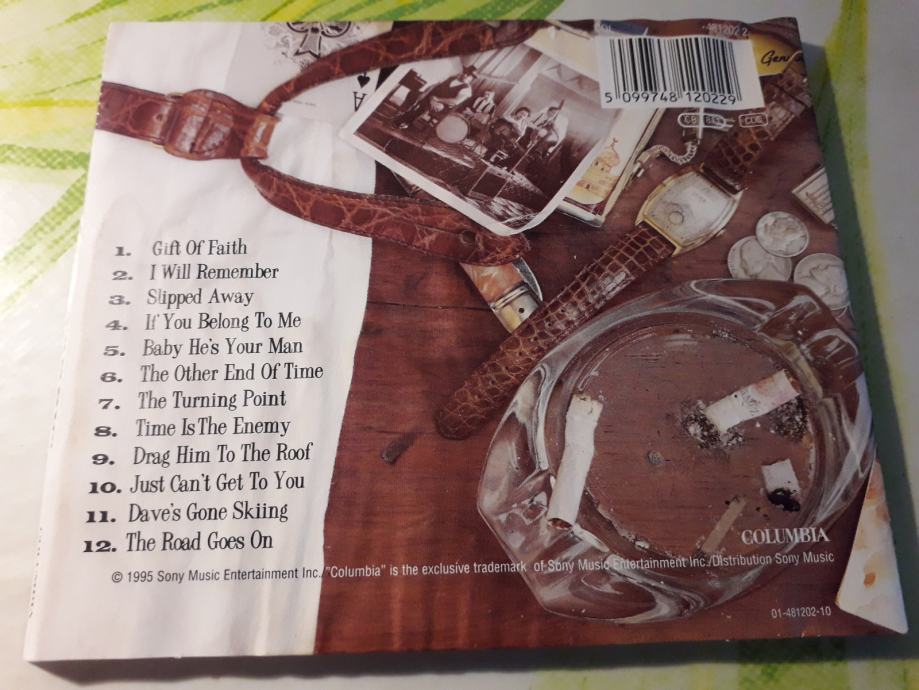 481202 2
5 099748 120229
Gen
A
1. Gift Of Faith
2. I Will Remember
3. Slipped Away
4. If You Belong To Me
5. Baby He's Your Man
6. The Other End Of Time
7. The Turning Point
8. Time Is The Enemy
9. Drag Him To The Roof
10. Just Can't Get To You
11. Dave's Gone Skiing
12. The Road Goes On
COLUMBIA
© 1995 Sony Music Entertainment Inc./"Columbia" is the exclusive trademark of Sony Music Entertainment Inc./Distribution Sony Music
01-481202-10